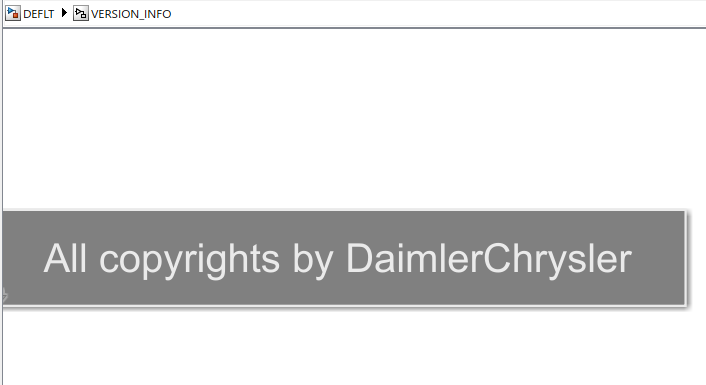 DEFLT VERSION_INFO
All copyrights by DaimlerChrysler